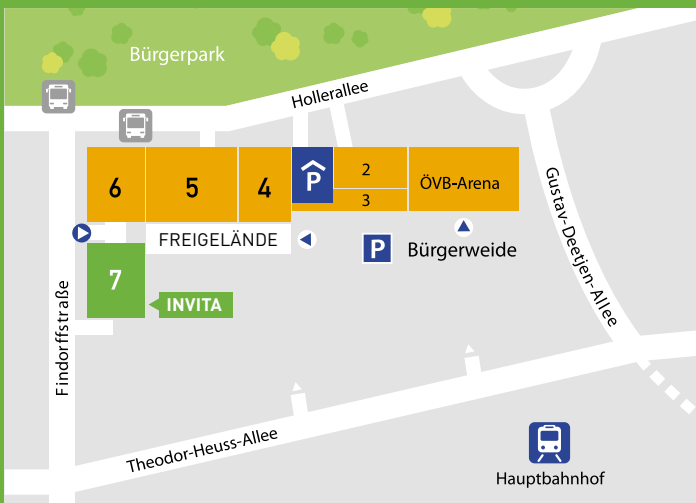 Bürgerpark
Hollerallee
P
6
5
4
2
3
ÖVB-Arena
FREIGELÄNDE
P
Bürgerweide
7
INVITA
Gustav-Deetjen-Allee
Findorffstraße
Theodor-Heuss-Allee
Hauptbahnhof